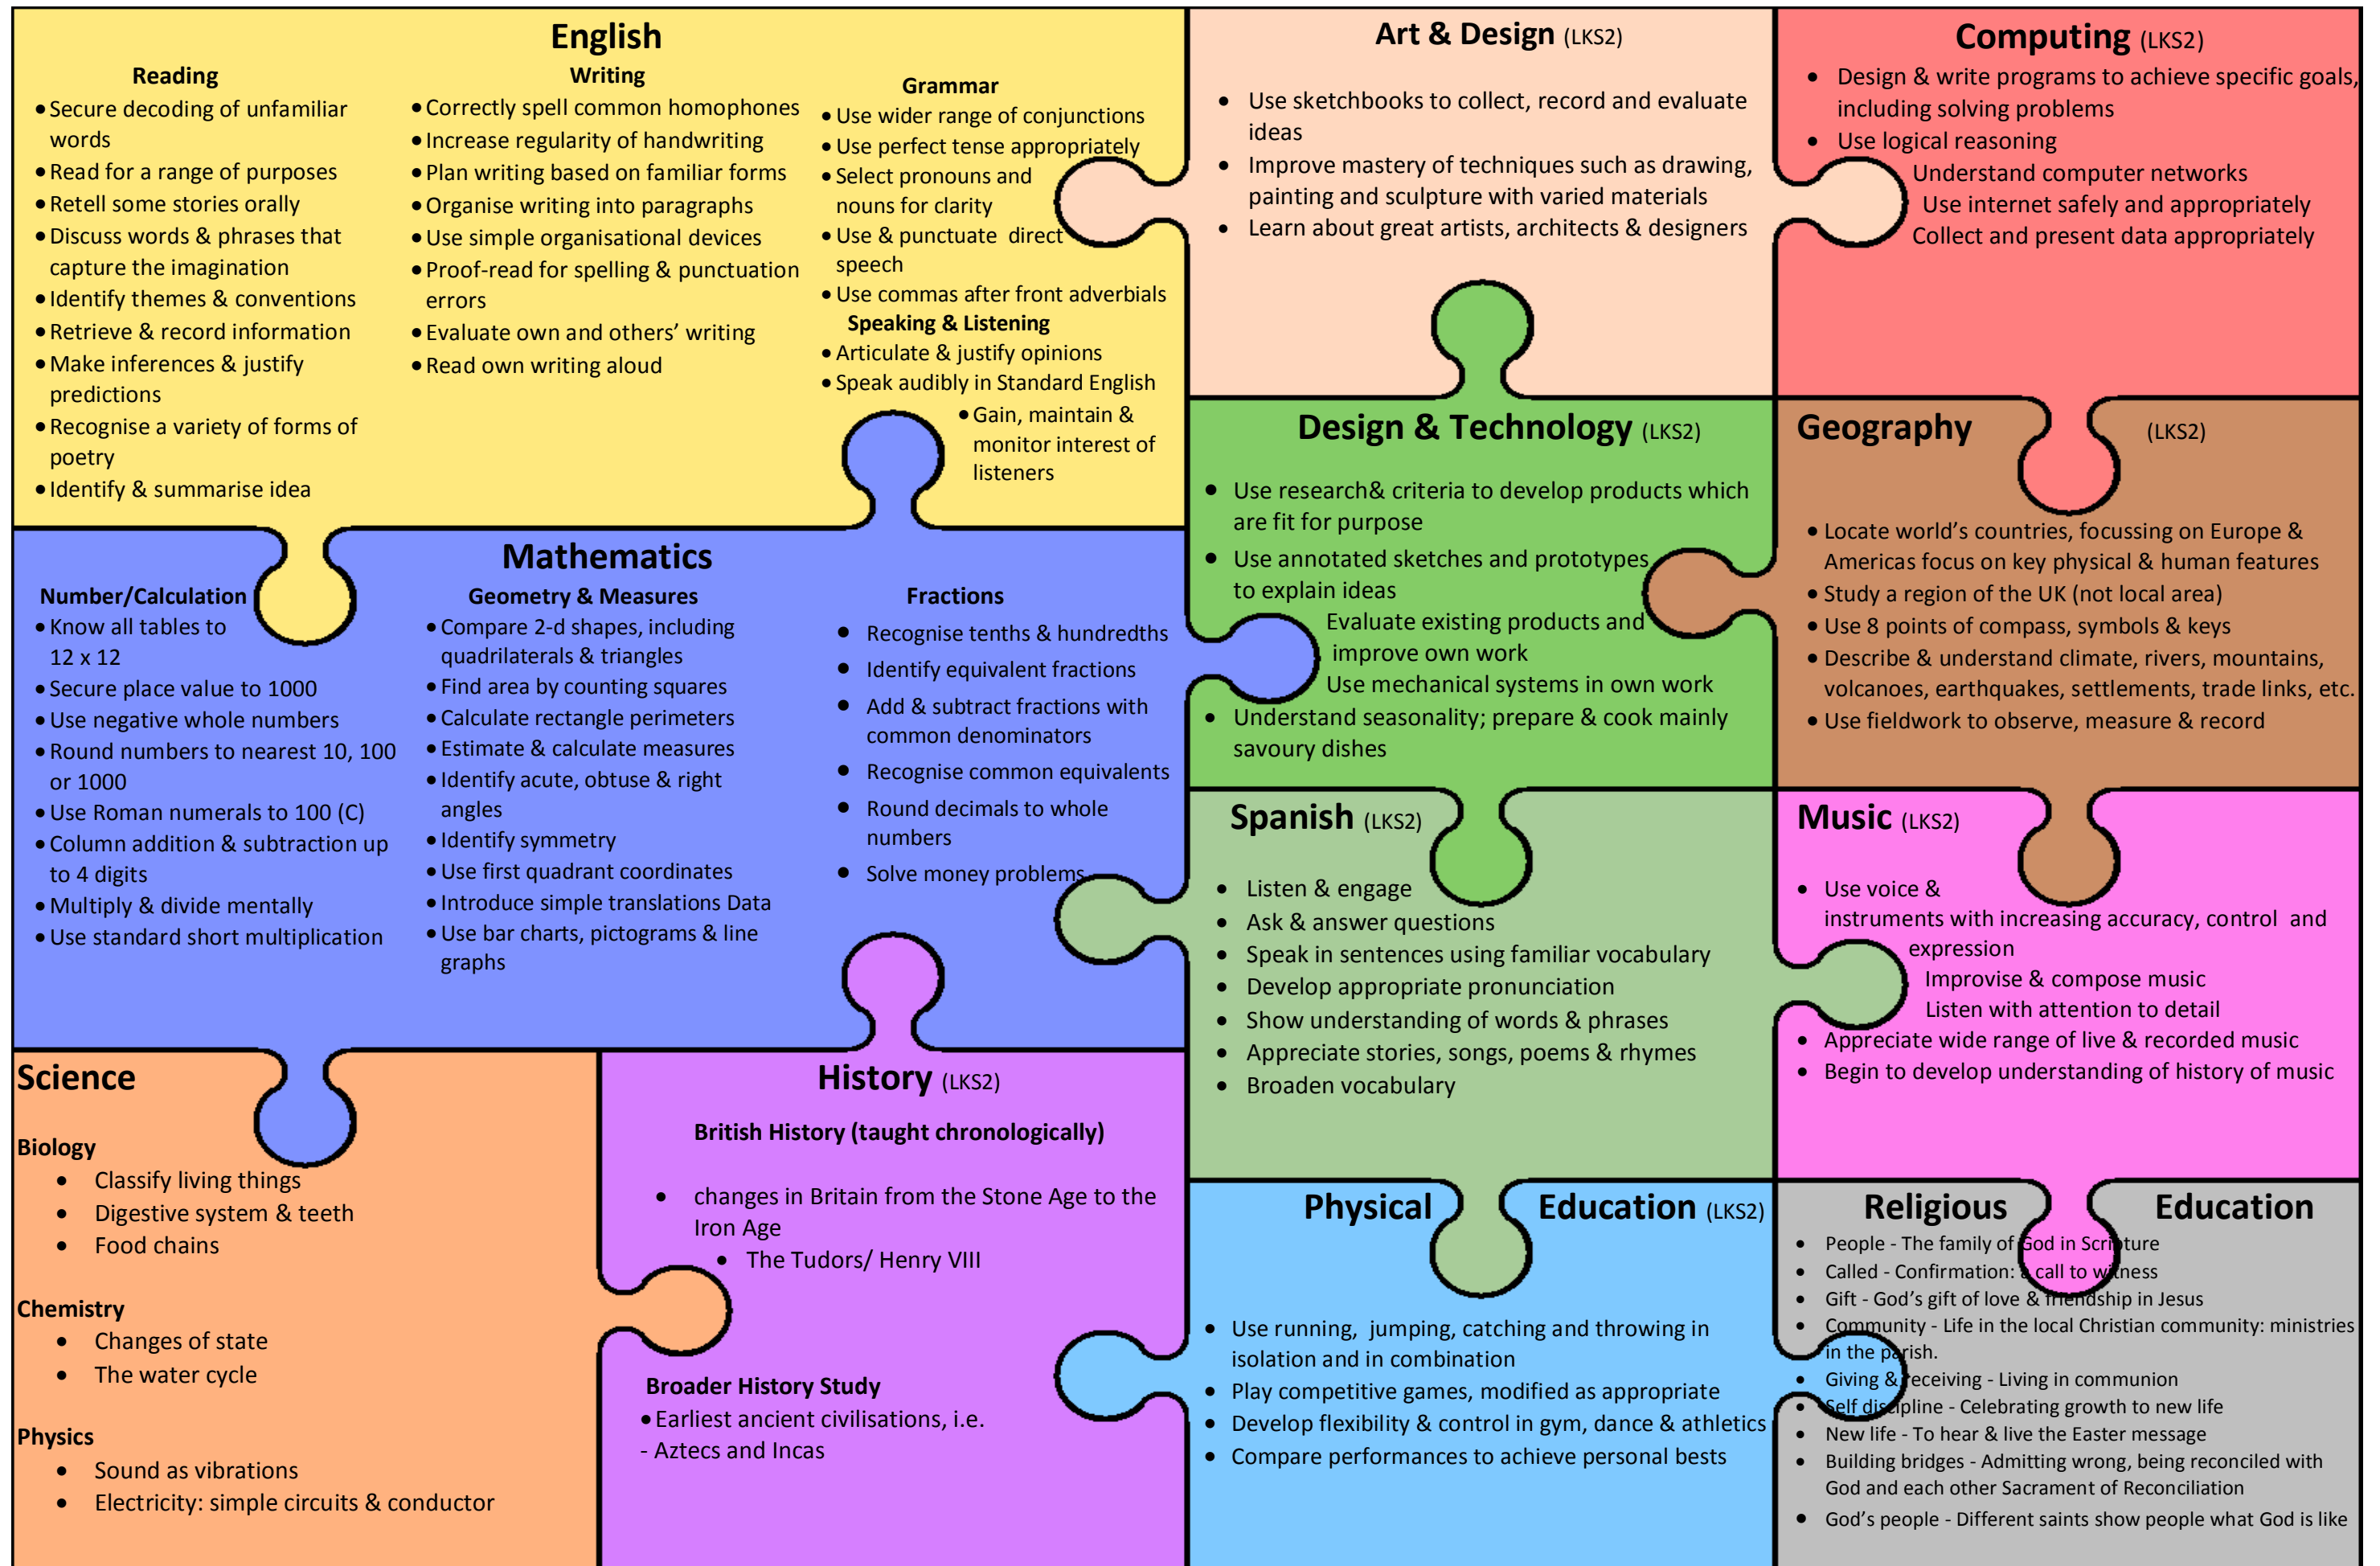 English
Reading
• Secure decoding of unfamiliar
words
• Read for a range of purposes
• Retell some stories orally
• Discuss words & phrases that
capture the imagination
• Identify themes & conventions
• Retrieve & record information
• Make inferences & justify
predictions
• Recognise a variety of forms of
poetry
• Identify & summarise idea
Writing
• Correctly spell common homophones
• Increase regularity of handwriting
• Plan writing based on familiar forms
• Organise writing into paragraphs
• Use simple organisational devices
• Proof-read for spelling & punctuation
errors
• Evaluate own and others’ writing
• Read own writing aloud
Grammar
• Use wider range of conjunctions
• Use perfect tense appropriately
• Select pronouns and
nouns for clarity
• Use & punctuate direct
speech
• Use commas after front adverbials
Speaking & Listening
• Articulate & justify opinions
• Speak audibly in Standard English
• Gain, maintain &
monitor interest of
listeners
Art & Design (LKS2)
• Use sketchbooks to collect, record and evaluate
ideas
• Improve mastery of techniques such as drawing,
painting and sculpture with varied materials
• Learn about great artists, architects & designers
Computing (LKS2)
• Design & write programs to achieve specific goals,
including solving problems
• Use logical reasoning
Understand computer networks
Use internet safely and appropriately
Collect and present data appropriately
Mathematics
Number/Calculation
• Know all tables to
12 x 12
• Secure place value to 1000
• Use negative whole numbers
• Round numbers to nearest 10, 100
or 1000
• Use Roman numerals to 100 (C)
• Column addition & subtraction up
to 4 digits
• Multiply & divide mentally
• Use standard short multiplication
Geometry & Measures
• Compare 2-d shapes, including
quadrilaterals & triangles
• Find area by counting squares
• Calculate rectangle perimeters
• Estimate & calculate measures
• Identify acute, obtuse & right
angles
• Identify symmetry
• Use first quadrant coordinates
• Introduce simple translations Data
• Use bar charts, pictograms & line
graphs
Fractions
• Recognise tenths & hundredths
• Identify equivalent fractions
• Add & subtract fractions with
common denominators
• Recognise common equivalents
• Round decimals to whole
numbers
• Solve money problems
Design & Technology (LKS2)
• Use research& criteria to develop products which
are fit for purpose
• Use annotated sketches and prototypes
to explain ideas
Evaluate existing products and
improve own work
Use mechanical systems in own work
• Understand seasonality; prepare & cook mainly
savoury dishes
Geography (LKS2)
• Locate world’s countries, focussing on Europe &
Americas focus on key physical & human features
• Study a region of the UK (not local area)
• Use 8 points of compass, symbols & keys
• Describe & understand climate, rivers, mountains,
volcanoes, earthquakes, settlements, trade links, etc.
• Use fieldwork to observe, measure & record
Spanish (LKS2)
• Listen & engage
• Ask & answer questions
• Speak in sentences using familiar vocabulary
• Develop appropriate pronunciation
• Show understanding of words & phrases
• Appreciate stories, songs, poems & rhymes
• Broaden vocabulary
Music (LKS2)
• Use voice &
instruments with increasing accuracy, control and
expression
Improvise & compose music
Listen with attention to detail
• Appreciate wide range of live & recorded music
• Begin to develop understanding of history of music
Science
Biology
• Classify living things
• Digestive system & teeth
• Food chains
Chemistry
• Changes of state
• The water cycle
Physics
• Sound as vibrations
• Electricity: simple circuits & conductor
History (LKS2)
British History (taught chronologically)
• changes in Britain from the Stone Age to the
Iron Age
• The Tudors/ Henry VIII
Broader History Study
• Earliest ancient civilisations, i.e.
- Aztecs and Incas
Physical Education (LKS2)
• Use running, jumping, catching and throwing in
isolation and in combination
• Play competitive games, modified as appropriate
• Develop flexibility & control in gym, dance & athletics
• Compare performances to achieve personal bests
Religious Education
• People - The family of God in Scripture
• Called - Confirmation: a call to witness
• Gift - God’s gift of love & friendship in Jesus
• Community - Life in the local Christian community: ministries
in the parish.
• Giving & receiving - Living in communion
• Self discipline - Celebrating growth to new life
• New life - To hear & live the Easter message
• Building bridges - Admitting wrong, being reconciled with
God and each other Sacrament of Reconciliation
• God’s people - Different saints show people what God is like